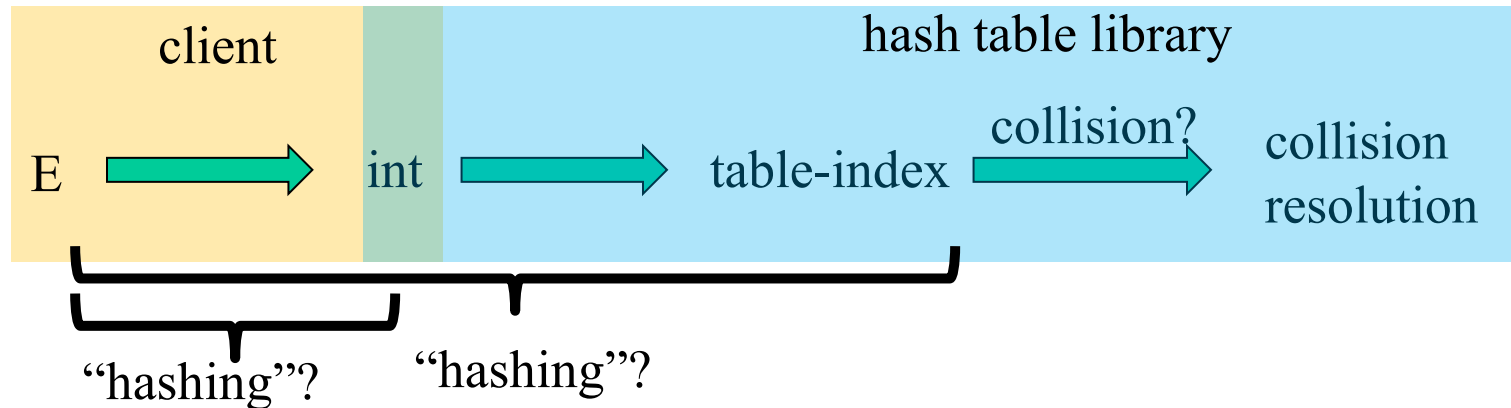 client
hash table library
E
int
table-index
collision?
collision
resolution
“hashing”?
“hashing”?